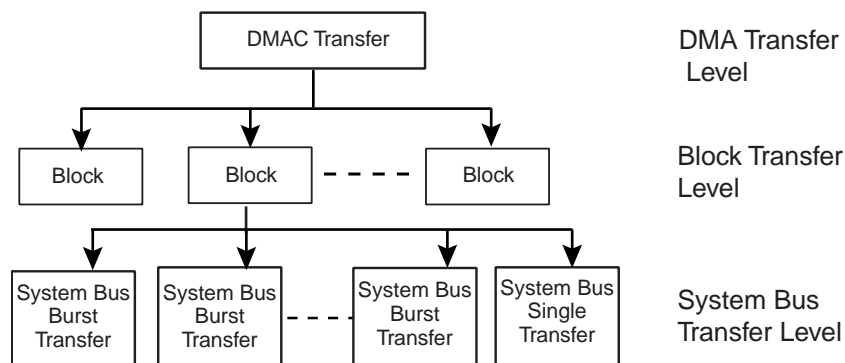 DMAC Transfer
DMA Transfer
Level
Block
Block
Block
Block Transfer
Level
System Bus
Burst
Transfer
System Bus
Burst
Transfer
System Bus
Burst
Transfer
System Bus
Single
Transfer
System Bus
Transfer Level